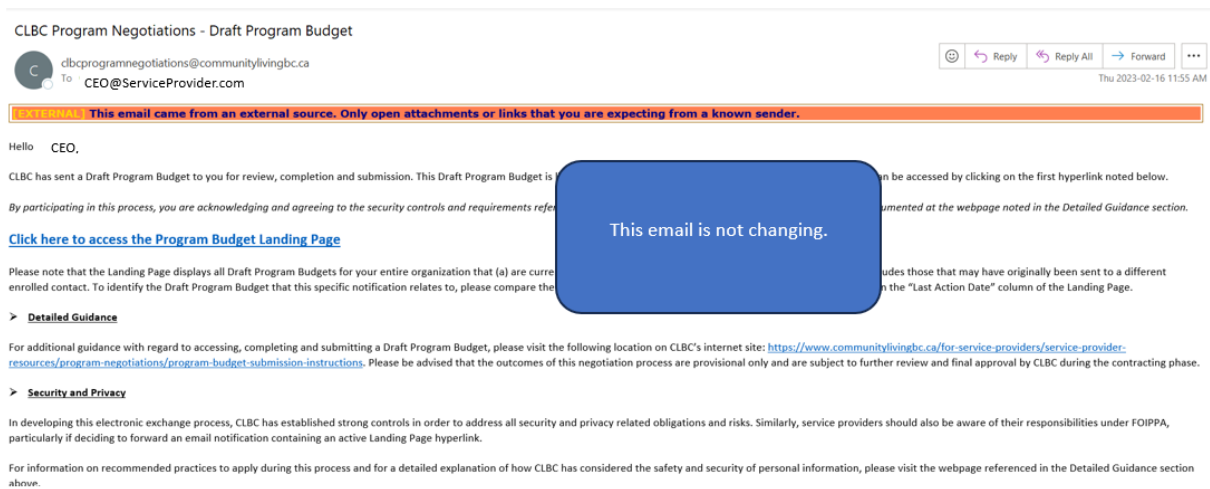 CLBC Program Negotiations - Draft Program Budget
C
clbcprogramnegotiations@communitylivingbc.ca
Reply Reply All Forward
To CEO@ServiceProvider.com
Thu 2023-02-16 11:55 AM
[EXTERNAL] This email came from an external source. Only open attachments or links that you are expecting from a known sender.
Hello CEO,
CLBC has sent a Draft Program Budget to you for review, completion and submission. This Draft Program Budget is be accessed by clicking on the first hyperlink noted below.
By participating in this process, you are acknowledging and agreeing to the security controls and requirements at the webpage noted in the Detailed Guidance section.
This email is not changing.
Click here to access the Program Budget Landing Page
Please note that the Landing Page displays all Draft Program Budgets for your entire organization that (a) are those that may have originally been sent to a different
enrolled contact. To identify the Draft Program Budget that this specific notification relates to, please compare the the “Last Action Date” column of the Landing Page.
➢ Detailed Guidance
For additional guidance with regard to accessing, completing and submitting a Draft Program Budget, please visit the following location on CLBC's internet site: https://www.communitylivingbc.ca/for-service-providers/service-provider-
resources/program-negotiations/program-budget-submission-instructions. Please be advised that the outcomes of this negotiation process are provisional only and are subject to further review and final approval by CLBC during the contracting phase.
➢ Security and Privacy
In developing this electronic exchange process, CLBC has established strong controls in order to address all security and privacy related obligations and risks. Similarly, service providers should also be aware of their responsibilities under FOIPPA,
particularly if deciding to forward an email notification containing an active Landing Page hyperlink.
For information on recommended practices to apply during this process and for a detailed explanation of how CLBC has considered the safety and security of personal information, please visit the webpage referenced in the Detailed Guidance section
above.